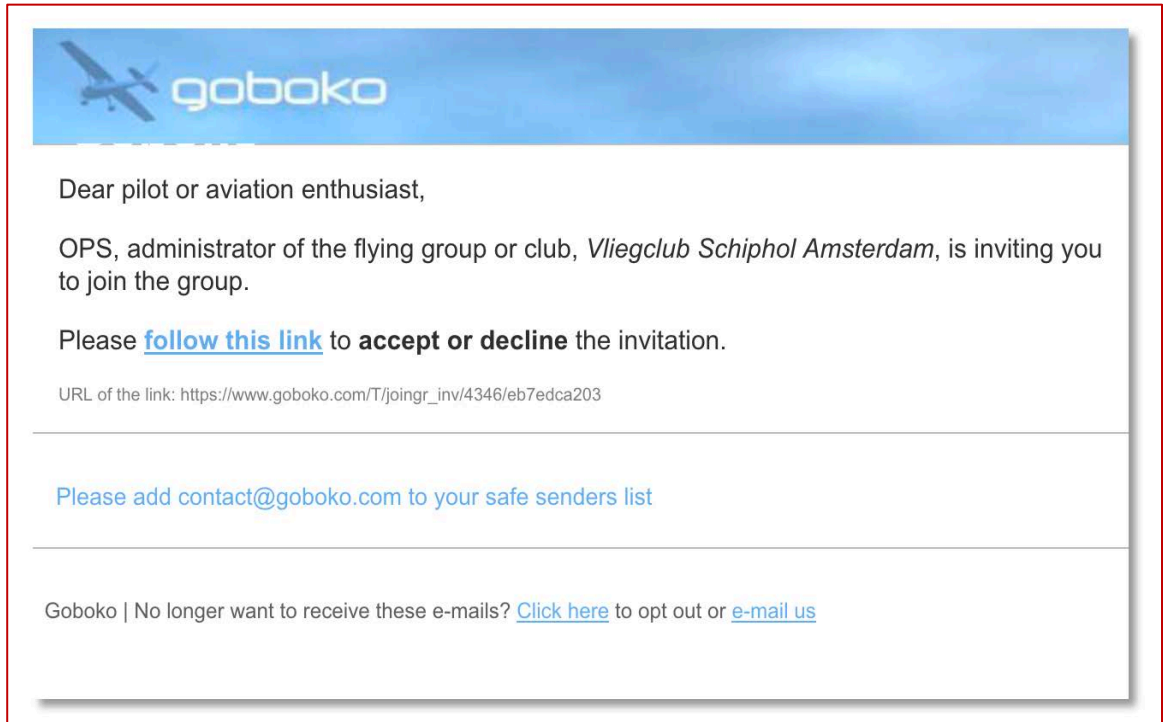 goboko
Dear pilot or aviation enthusiast,
OPS, administrator of the flying group or club, Vliegclub Schiphol Amsterdam, is inviting you
to join the group.
Please follow this link to accept or decline the invitation.
URL of the link: https://www.goboko.com/T/joingr_inv/4346/eb7edca203
Please add contact@goboko.com to your safe senders list
Goboko | No longer want to receive these e-mails? Click here to opt out or e-mail us